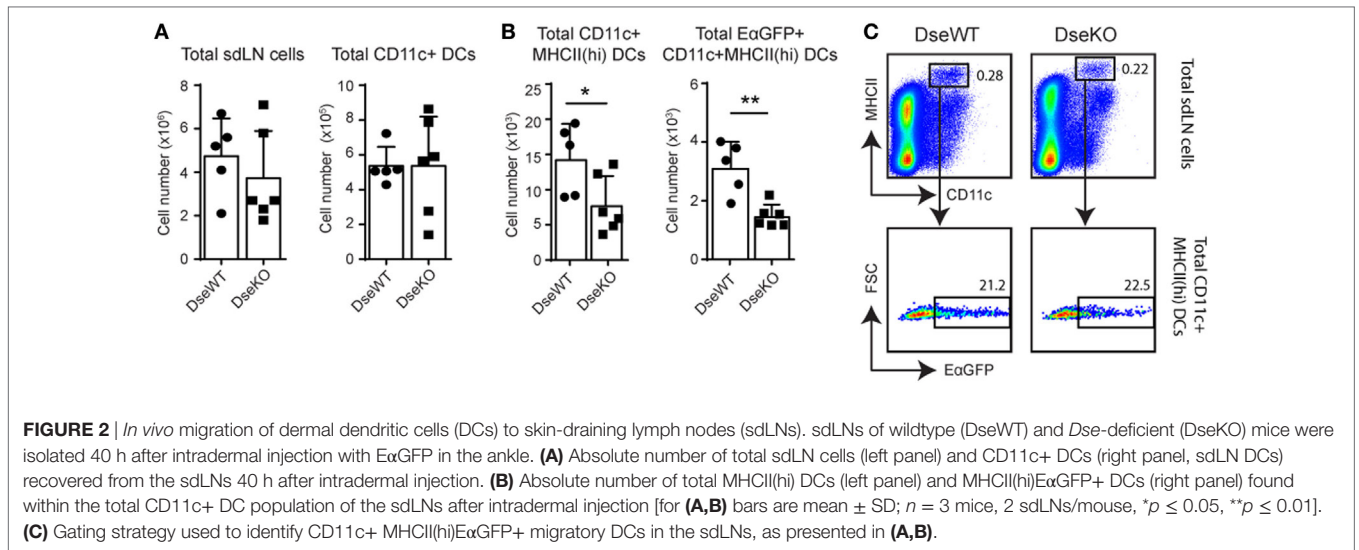 A
Total sdLN cells
Cell number (x10⁶)
8
6
4
2
0
DseWT
DseKO
Total CD11c+ DCs
10
8
6
4
2
0
DseWT
DseKO
B
Total CD11c+
MHCII(hi) DCs
Cell number (x10³)
25
20
15
10
5
0
*
DseWT
DseKO
Total EαGFP+
CD11c+MHCII(hi) DCs
Cell number (x10³)
6
4
2
0
**
DseWT
DseKO
C
DseWT
DseKO
MHCII
0.28
0.22
CD11c
Total sdLN cells
FSC
21.2
22.5
EαGFP
Total CD11c+
MHCII(hi) DCs
FIGURE 2 | In vivo migration of dermal dendritic cells (DCs) to skin-draining lymph nodes (sdLNs). sdLNs of wildtype (DseWT) and Dse-deficient (DseKO) mice were
isolated 40 h after intradermal injection with EαGFP in the ankle. (A) Absolute number of total sdLN cells (left panel) and CD11c+ DCs (right panel, sdLN DCs)
recovered from the sdLNs 40 h after intradermal injection. (B) Absolute number of total MHCII(hi) DCs (left panel) and MHCII(hi)EαGFP+ DCs (right panel) found
within the total CD11c+ DC population of the sdLNs after intradermal injection [for (A,B) bars are mean ± SD; n = 3 mice, 2 sdLNs/mouse, *p ≤ 0.05, **p ≤ 0.01].
(C) Gating strategy used to identify CD11c+ MHCII(hi)EαGFP+ migratory DCs in the sdLNs, as presented in (A,B).